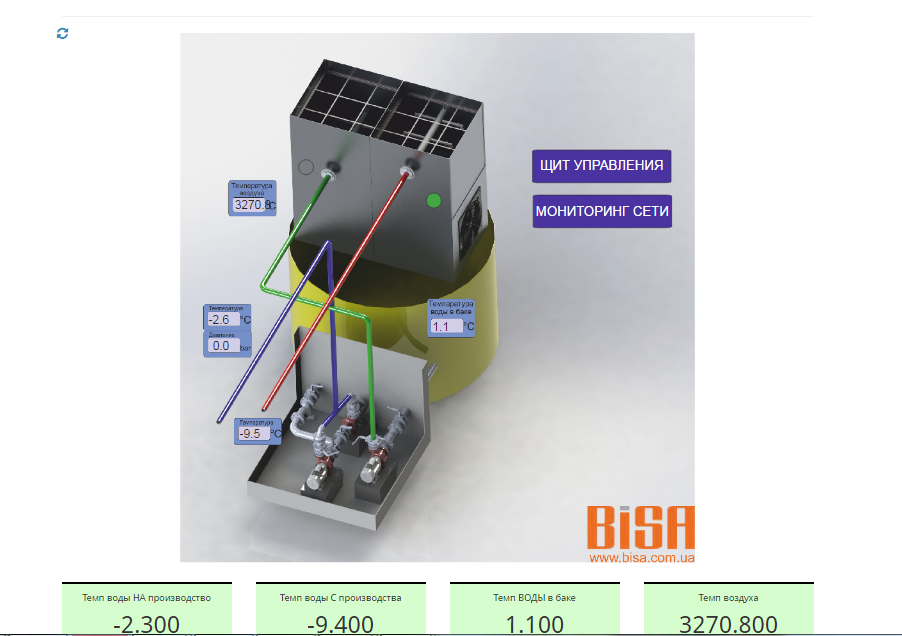 ЩИТ УПРАВЛЕНИЯ
Температура
воздуха
3270.8
°C
МОНИТОРИНГ СЕТИ
Температура
воды в баке
1.1 °C
Температура
-2.6 °C
Давление
0.0 bar
Температура
-9.5 °C
BiSA
www.bisa.com.ua
Темп воды НА производство
-2.300
Темп воды С производства
-9.400
Темп ВОДЫ в баке
1.100
Темп воздуха
3270.800